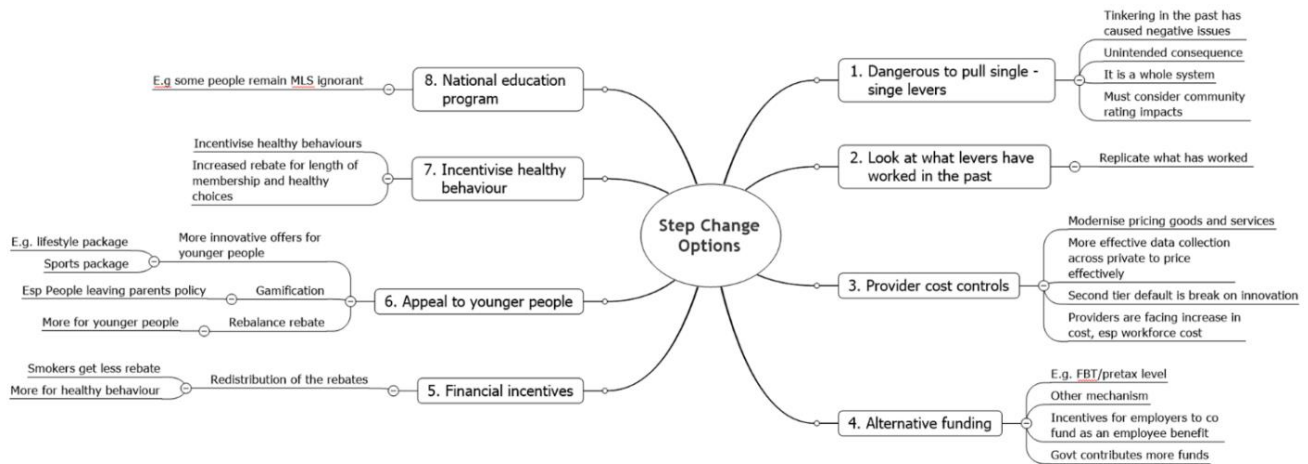 Step Change
Options
1. Dangerous to pull single -
singe levers
Tinkering in the past has
caused negative issues
Unintended consequence
It is a whole system
Must consider community
rating impacts
2. Look at what levers have
worked in the past
Replicate what has worked
3. Provider cost controls
Modernise pricing goods and services
More effective data collection
across private to price
effectively
Second tier default is break on innovation
Providers are facing increase in
cost, esp workforce cost
4. Alternative funding
E.g. FBT/pretax level
Other mechanism
Incentives for employers to co
fund as an employee benefit
Govt contributes more funds
5. Financial incentives
Redistribution of the rebates
Smokers get less rebate
More for healthy behaviour
6. Appeal to younger people
More innovative offers for
younger people
E.g. lifestyle package
Sports package
Gamification
Esp People leaving parents policy
Rebalance rebate
More for younger people
7. Incentivise healthy
behaviour
Incentivise healthy behaviours
Increased rebate for length of
membership and healthy
choices
8. National education
program
E.g some people remain MLS ignorant